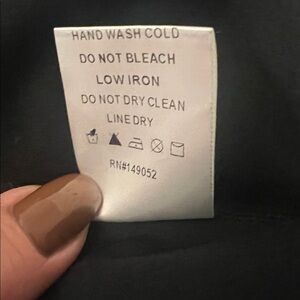 HAND WASH COLD
DO NOT BLEACH
LOW IRON
DO NOT DRY CLEAN
LINE DRY
RN#149052